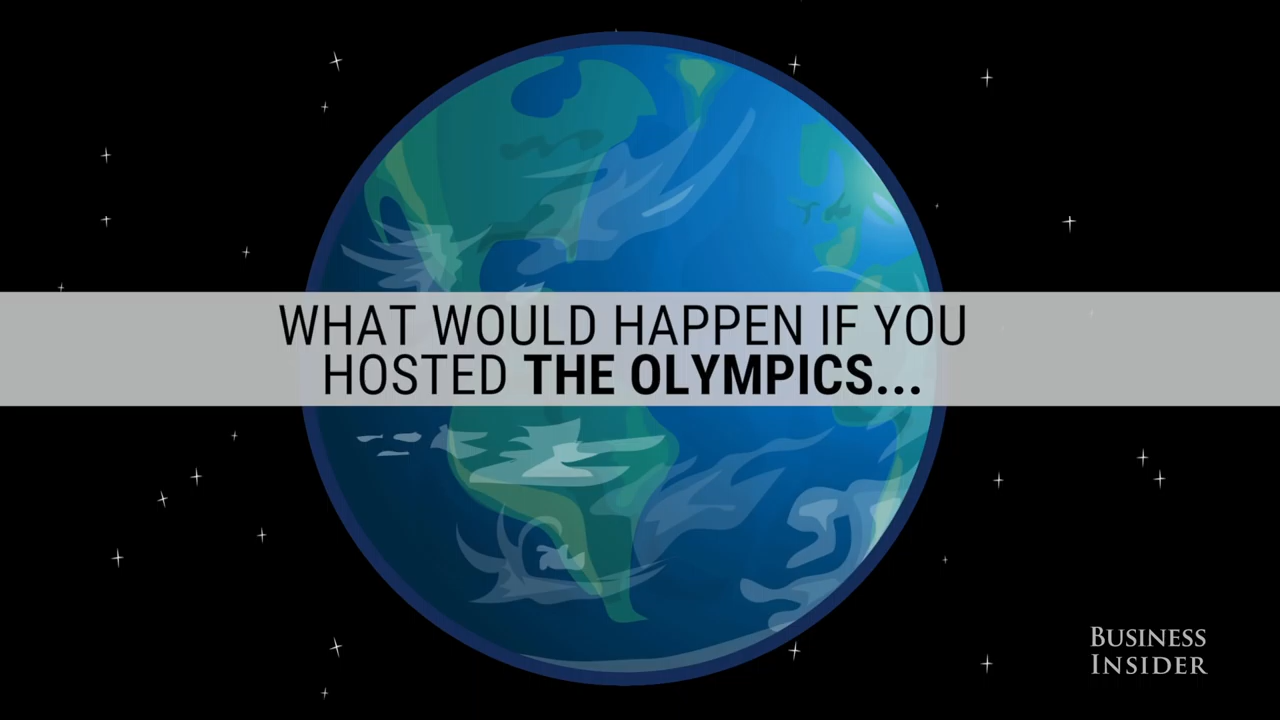 WHAT WOULD HAPPEN IF YOU
HOSTED THE OLYMPICS...
BUSINESS
INSIDER